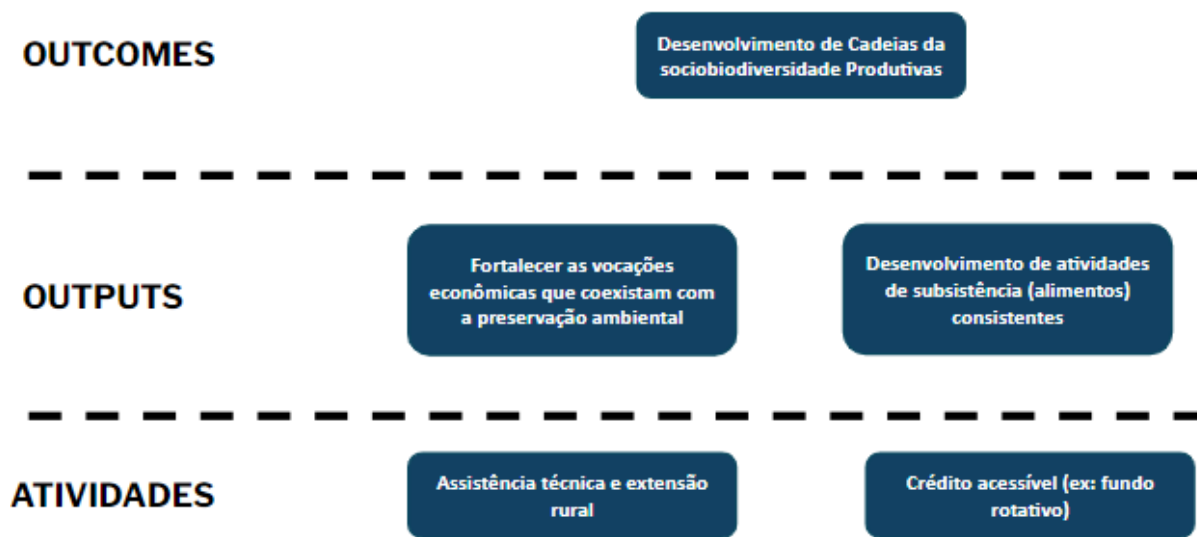 OUTCOMES
Desenvolvimento de Cadeias da
sociobiodversidade Produtivas
OUTPUTS
Fortalecer as vocações
econômicas que coexistam com
a preservação ambiental
Desenvolvimento de atividades
de subsistência (alimentos)
consistentes
ATIVIDADES
Assistência técnica e extensão
rural
Crédito acessível (ex: fundo
rotativo)